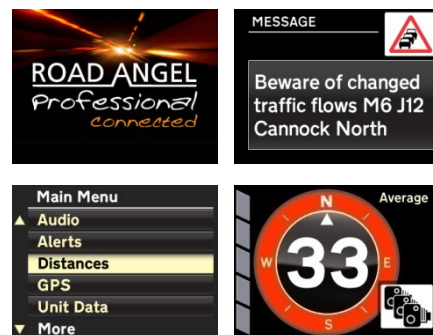 ROAD ANGEL
Professional
connected
MESSAGE
Beware of changed
traffic flows M6 J12
Cannock North
Main Menu
Audio
Alerts
Distances
GPS
Unit Data
More
Average
N
W
33
E
S